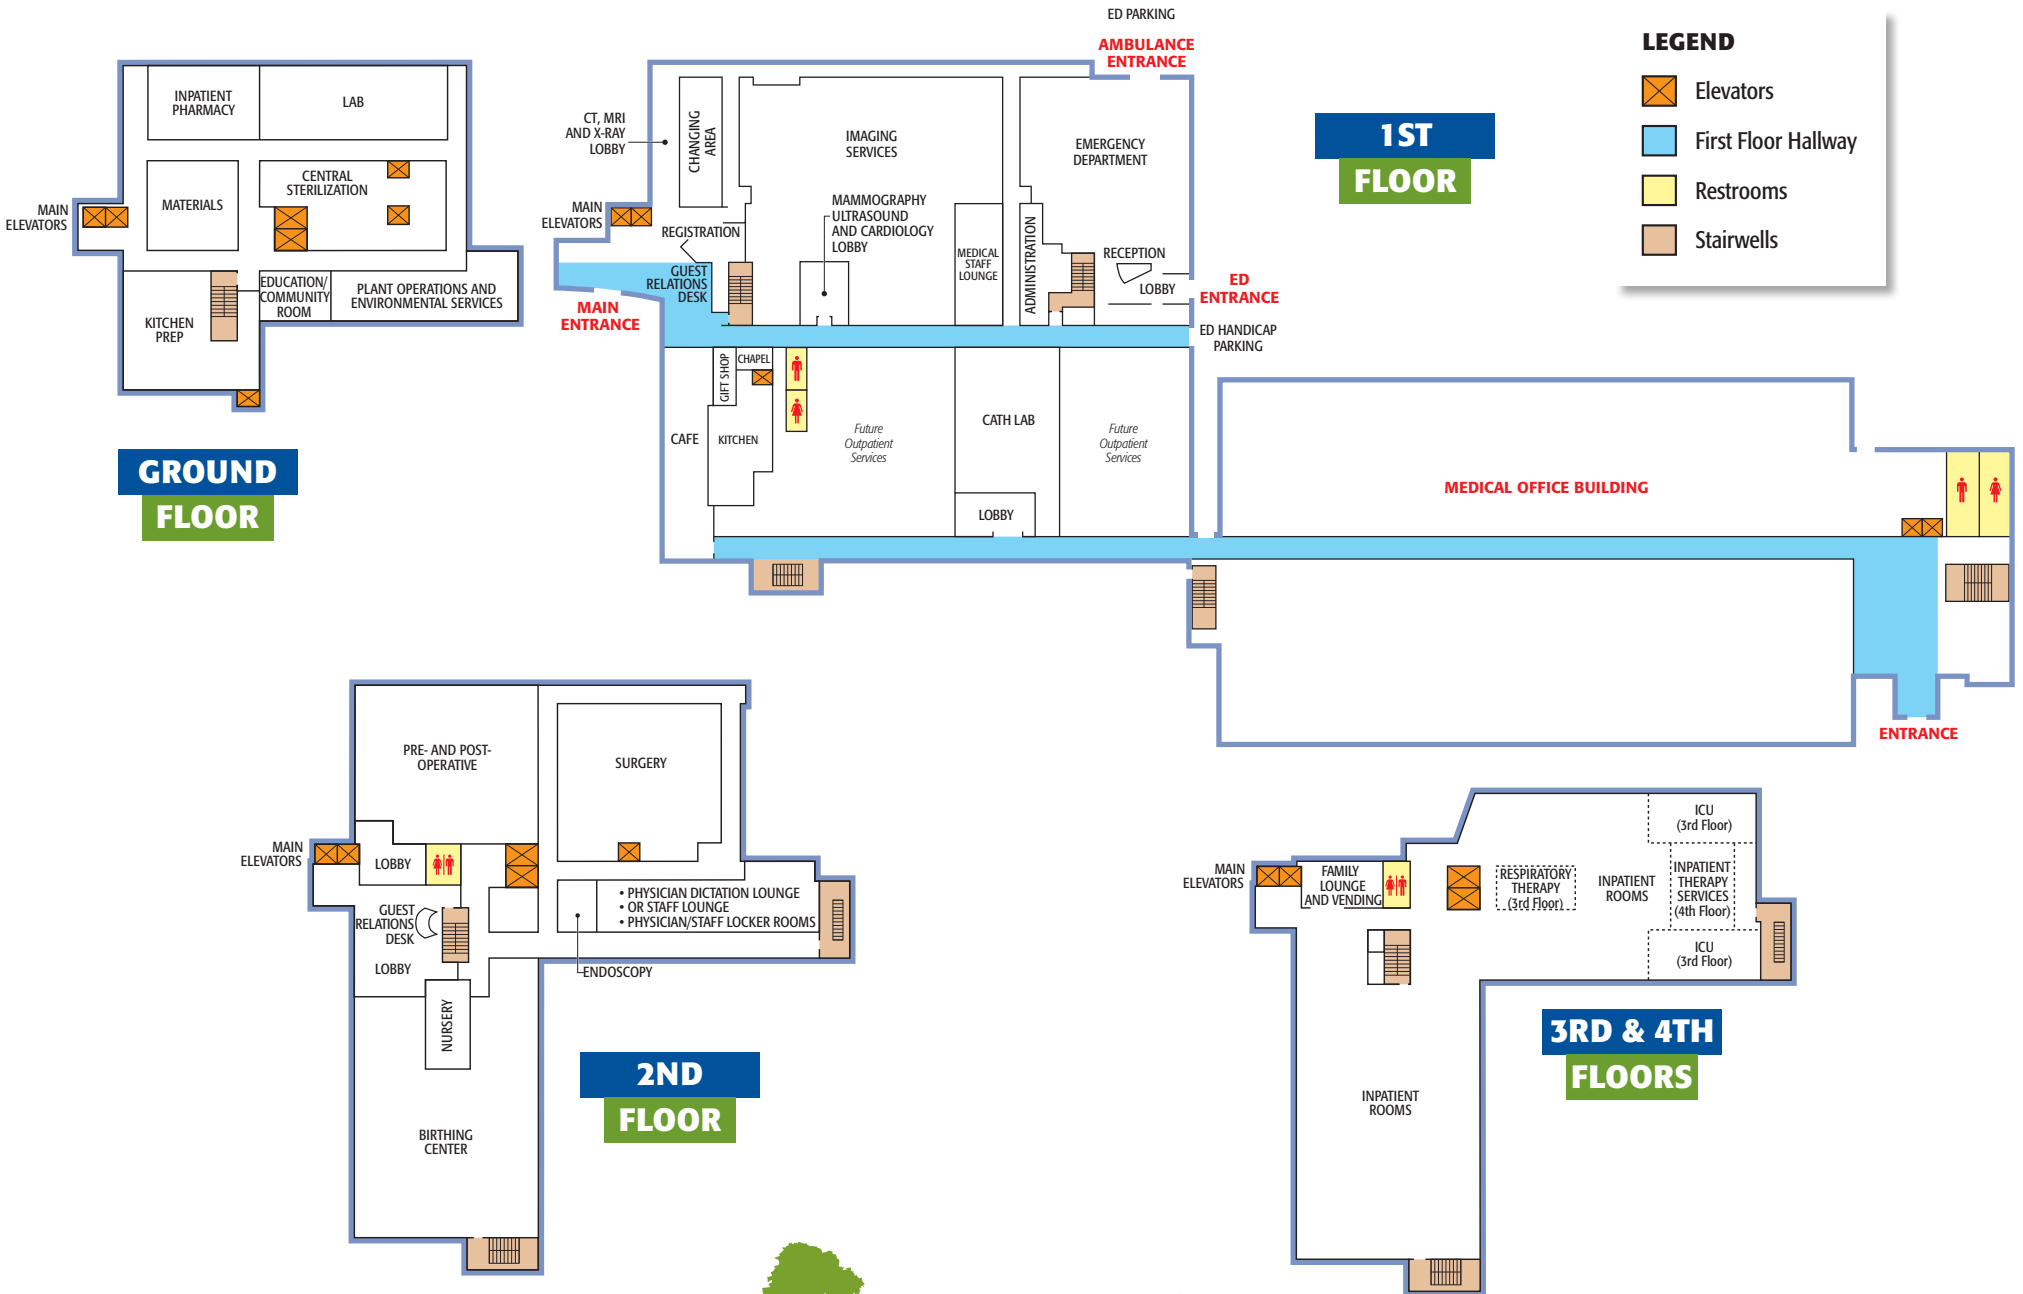 ED PARKING
AMBULANCE
ENTRANCE
LEGEND
Elevators
First Floor Hallway
Restrooms
Stairwells
INPATIENT
PHARMACY
LAB
MATERIALS
CENTRAL
STERILIZATION
MAIN
ELEVATORS
EDUCATION/
COMMUNITY
ROOM
PLANT OPERATIONS AND
ENVIRONMENTAL SERVICES
KITCHEN
PREP
GROUND
FLOOR
CT, MRI
AND X-RAY
LOBBY
CHANGING
AREA
IMAGING
SERVICES
EMERGENCY
DEPARTMENT
1ST
FLOOR
MAIN
ELEVATORS
REGISTRATION
MAMMOGRAPHY
ULTRASOUND
AND CARDIOLOGY
LOBBY
MEDICAL
STAFF
LOUNGE
ADMINISTRATION
RECEPTION
LOBBY
GUEST
RELATIONS
DESK
MAIN
ENTRANCE
ED
ENTRANCE
ED HANDICAP
PARKING
GIFT SHOP
CHAPEL
CAFE
KITCHEN
Future
Outpatient
Services
CATH LAB
LOBBY
Future
Outpatient
Services
MEDICAL OFFICE BUILDING
ENTRANCE
PRE- AND POST-
OPERATIVE
SURGERY
MAIN
ELEVATORS
LOBBY
GUEST
RELATIONS
DESK
LOBBY
• PHYSICIAN DICTATION LOUNGE
• OR STAFF LOUNGE
• PHYSICIAN/STAFF LOCKER ROOMS
ENDOSCOPY
NURSERY
BIRTHING
CENTER
2ND
FLOOR
MAIN
ELEVATORS
FAMILY
LOUNGE
AND VENDING
RESPIRATORY
THERAPY
(3rd Floor)
INPATIENT
ROOMS
ICU
(3rd Floor)
INPATIENT
THERAPY
SERVICES
(4th Floor)
ICU
(3rd Floor)
INPATIENT
ROOMS
3RD & 4TH
FLOORS